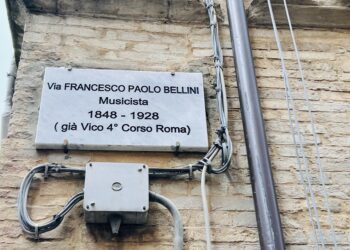 Via FRANCESCO PAOLO BELLINI
Musicista
1848 - 1928
( già Vico 4° Corso Roma)